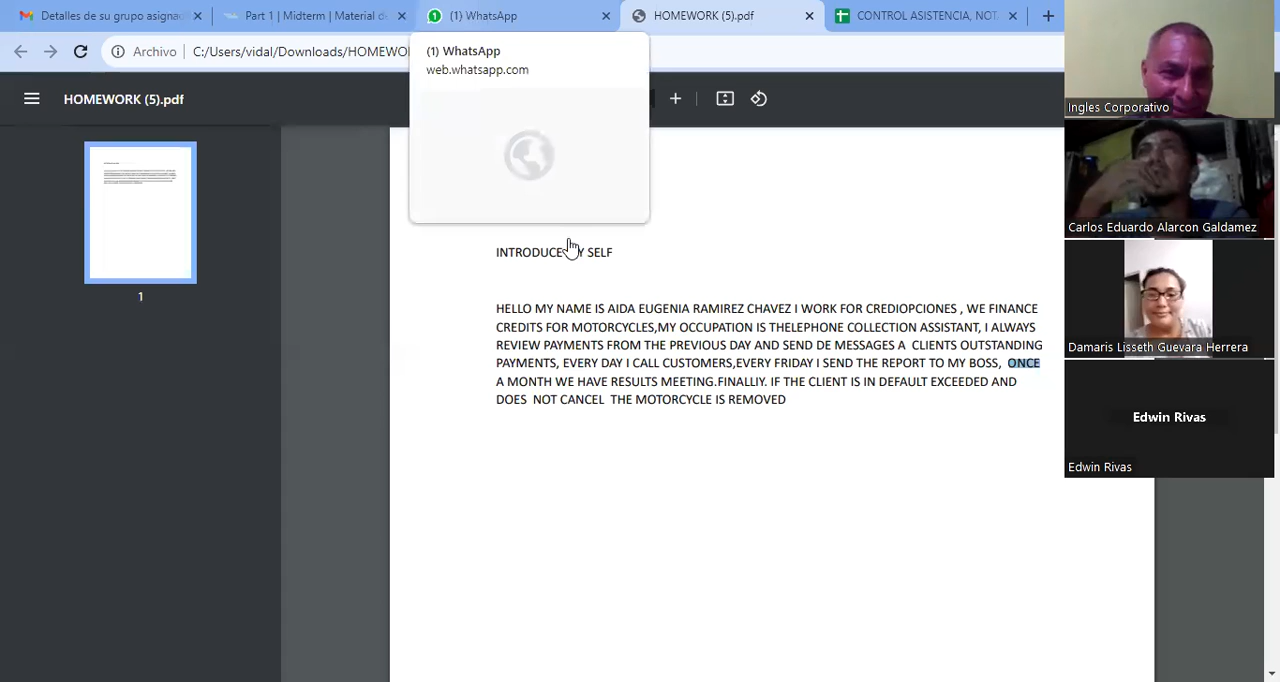 Detalles de su grupo asignad
Part 1 | Midterm | Material de
(1) WhatsApp
HOMEWORK (5).pdf
CONTROL ASISTENCIA, NOT
Archivo
C:/Users/vidal/Downloads/HOMEWO
(1) WhatsApp
web.whatsapp.com
HOMEWORK (5).pdf
1
INTRODUCE MY SELF
HELLO MY NAME IS AIDA EUGENIA RAMIREZ CHAVEZ I WORK FOR CREDIOPCIONES , WE FINANCE
CREDITS FOR MOTORCYCLES,MY OCCUPATION IS THELEPHONE COLLECTION ASSISTANT, I ALWAYS
REVIEW PAYMENTS FROM THE PREVIOUS DAY AND SEND DE MESSAGES A CLIENTS OUTSTANDING
PAYMENTS, EVERY DAY I CALL CUSTOMERS,EVERY FRIDAY I SEND THE REPORT TO MY BOSS, ONCE
A MONTH WE HAVE RESULTS MEETING.FINALLIY. IF THE CLIENT IS IN DEFAULT EXCEEDED AND
DOES NOT CANCEL THE MOTORCYCLE IS REMOVED
Ingles Corporativo
Carlos Eduardo Alarcon Galdamez
Damaris Lisseth Guevara Herrera
Edwin Rivas
Edwin Rivas